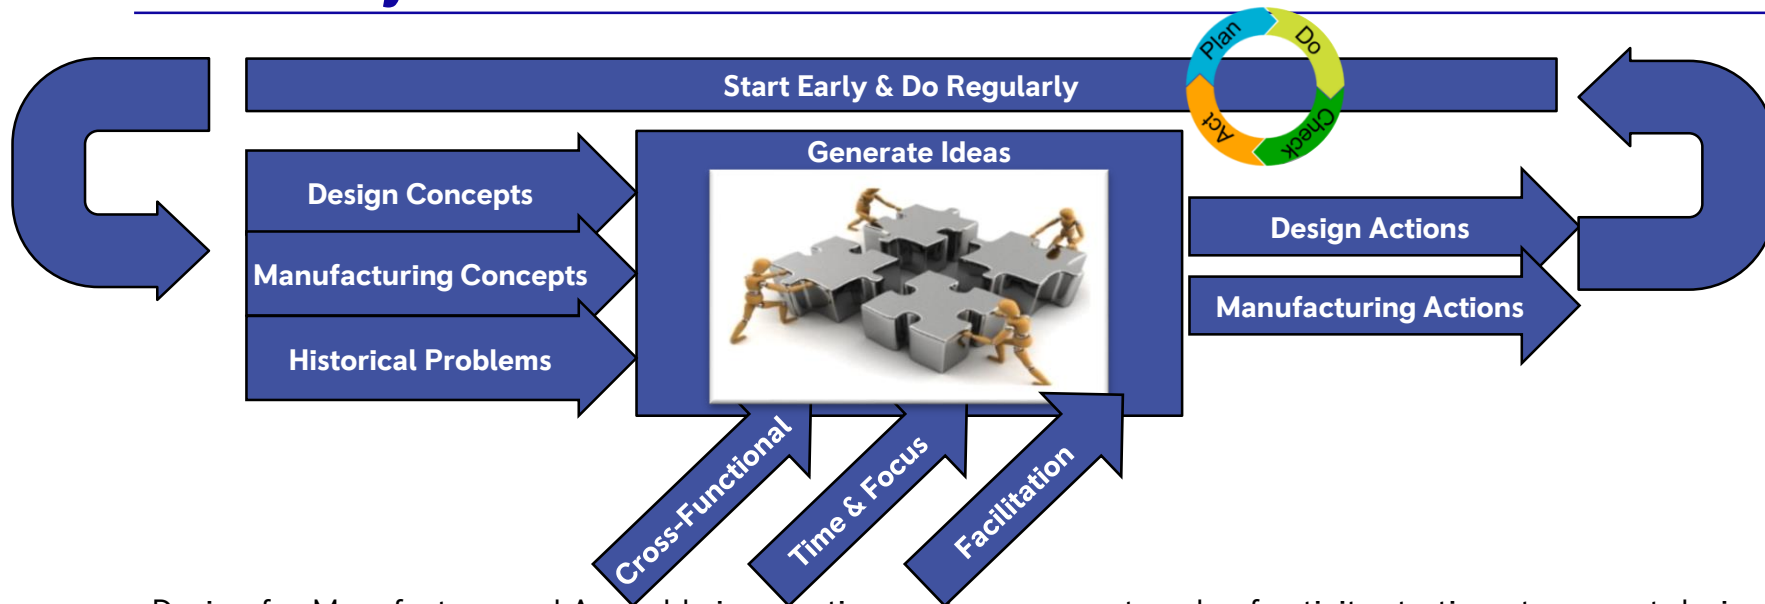 Start Early & Do Regularly
Plan
Do
Check
Act
Generate Ideas
Design Concepts
Manufacturing Concepts
Historical Problems
Design Actions
Manufacturing Actions
Cross-Functional
Time & Focus
Facilitation